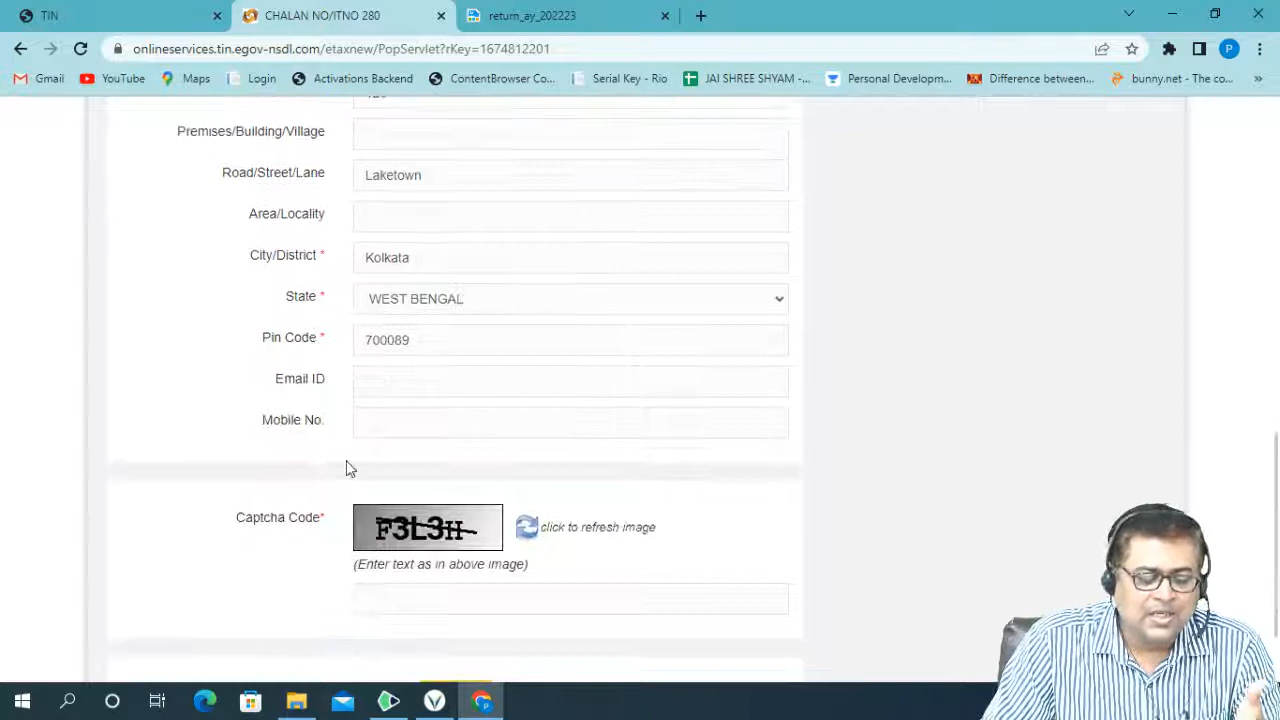 TIN
CHALAN NO/ITNO 280
return_ay_202223
onlineservices.tin.egov-nsdl.com/etaxnew/PopServlet?rKey=1674812201
P
Gmail
YouTube
Maps
Login
Activations Backend
ContentBrowser Co...
Serial Key - Rio
JAI SHREE SHYAM -...
Personal Developm...
Difference between...
bunny.net - The co...
»
Premises/Building/Village
Road/Street/Lane Laketown
Area/Locality
City/District * Kolkata
State * WEST BENGAL
Pin Code * 700089
Email ID
Mobile No.
Captcha Code* F3L3H click to refresh image
(Enter text as in above image)